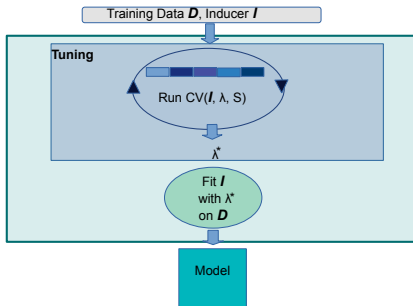 Training Data D, Inducer I
Tuning
Run CV(I, λ, S)
λ*
Fit I
with λ*
on D
Model